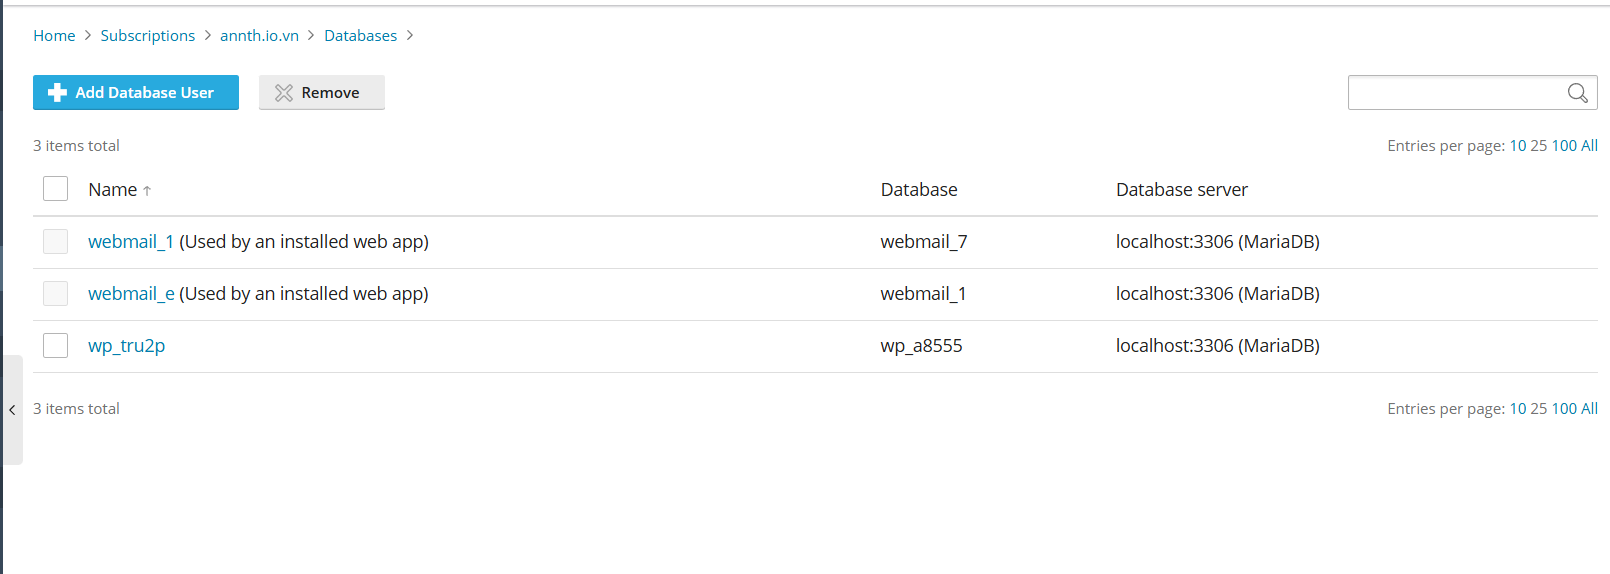 Home > Subscriptions > annth.io.vn > Databases >
Add Database User Remove
3 items total Entries per page: 10 25 100 All
Name ↑ Database Database server
webmail_1 (Used by an installed web app) webmail_7 localhost:3306 (MariaDB)
webmail_e (Used by an installed web app) webmail_1 localhost:3306 (MariaDB)
wp_tru2p wp_a8555 localhost:3306 (MariaDB)
3 items total Entries per page: 10 25 100 All